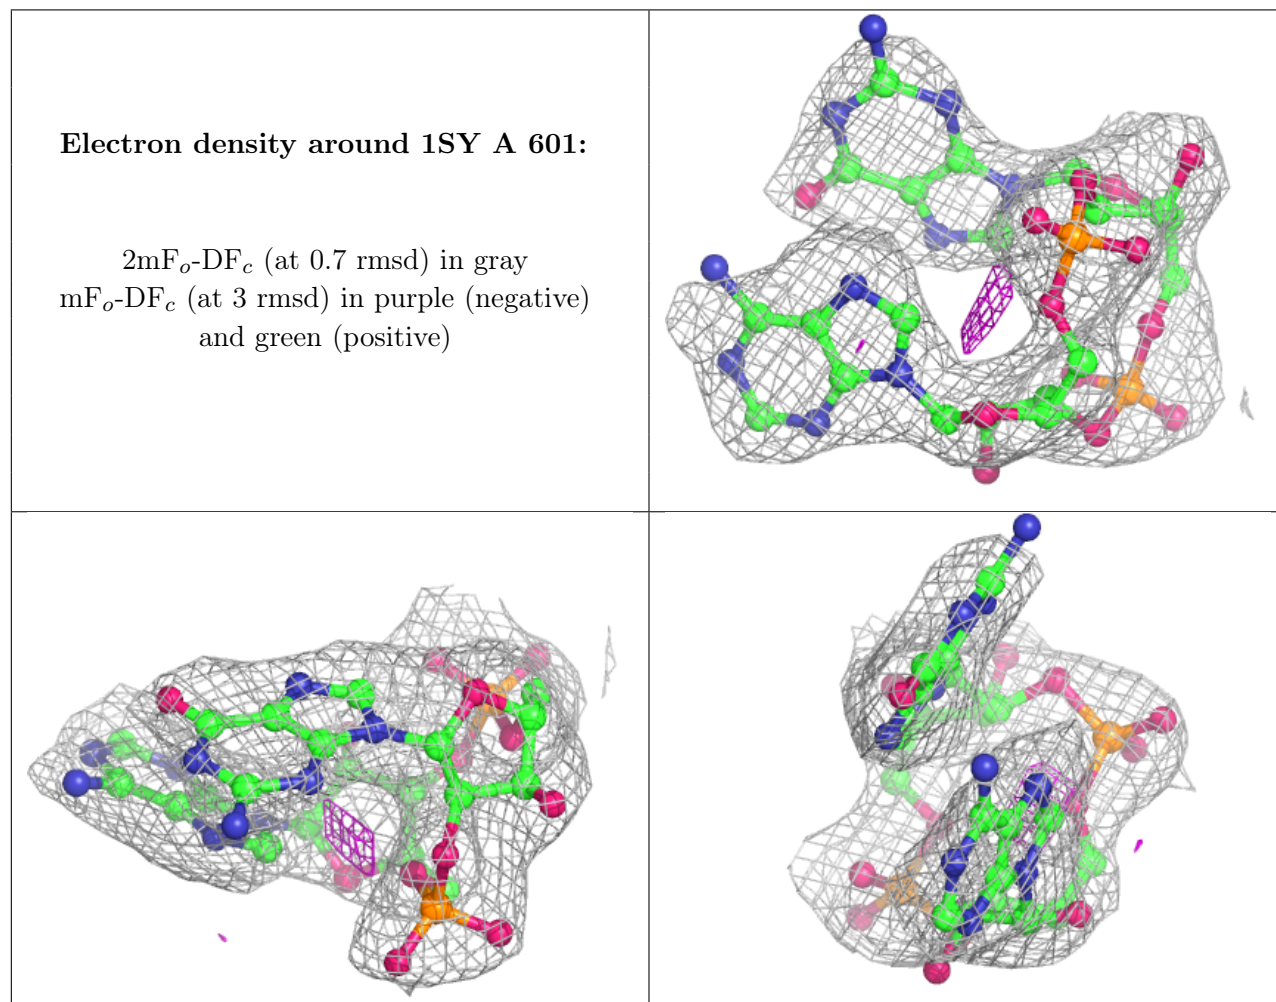 Electron density around 1SY A 601:
2mFₒ-DF𝒸 (at 0.7 rmsd) in gray
mFₒ-DF𝒸 (at 3 rmsd) in purple (negative)
and green (positive)